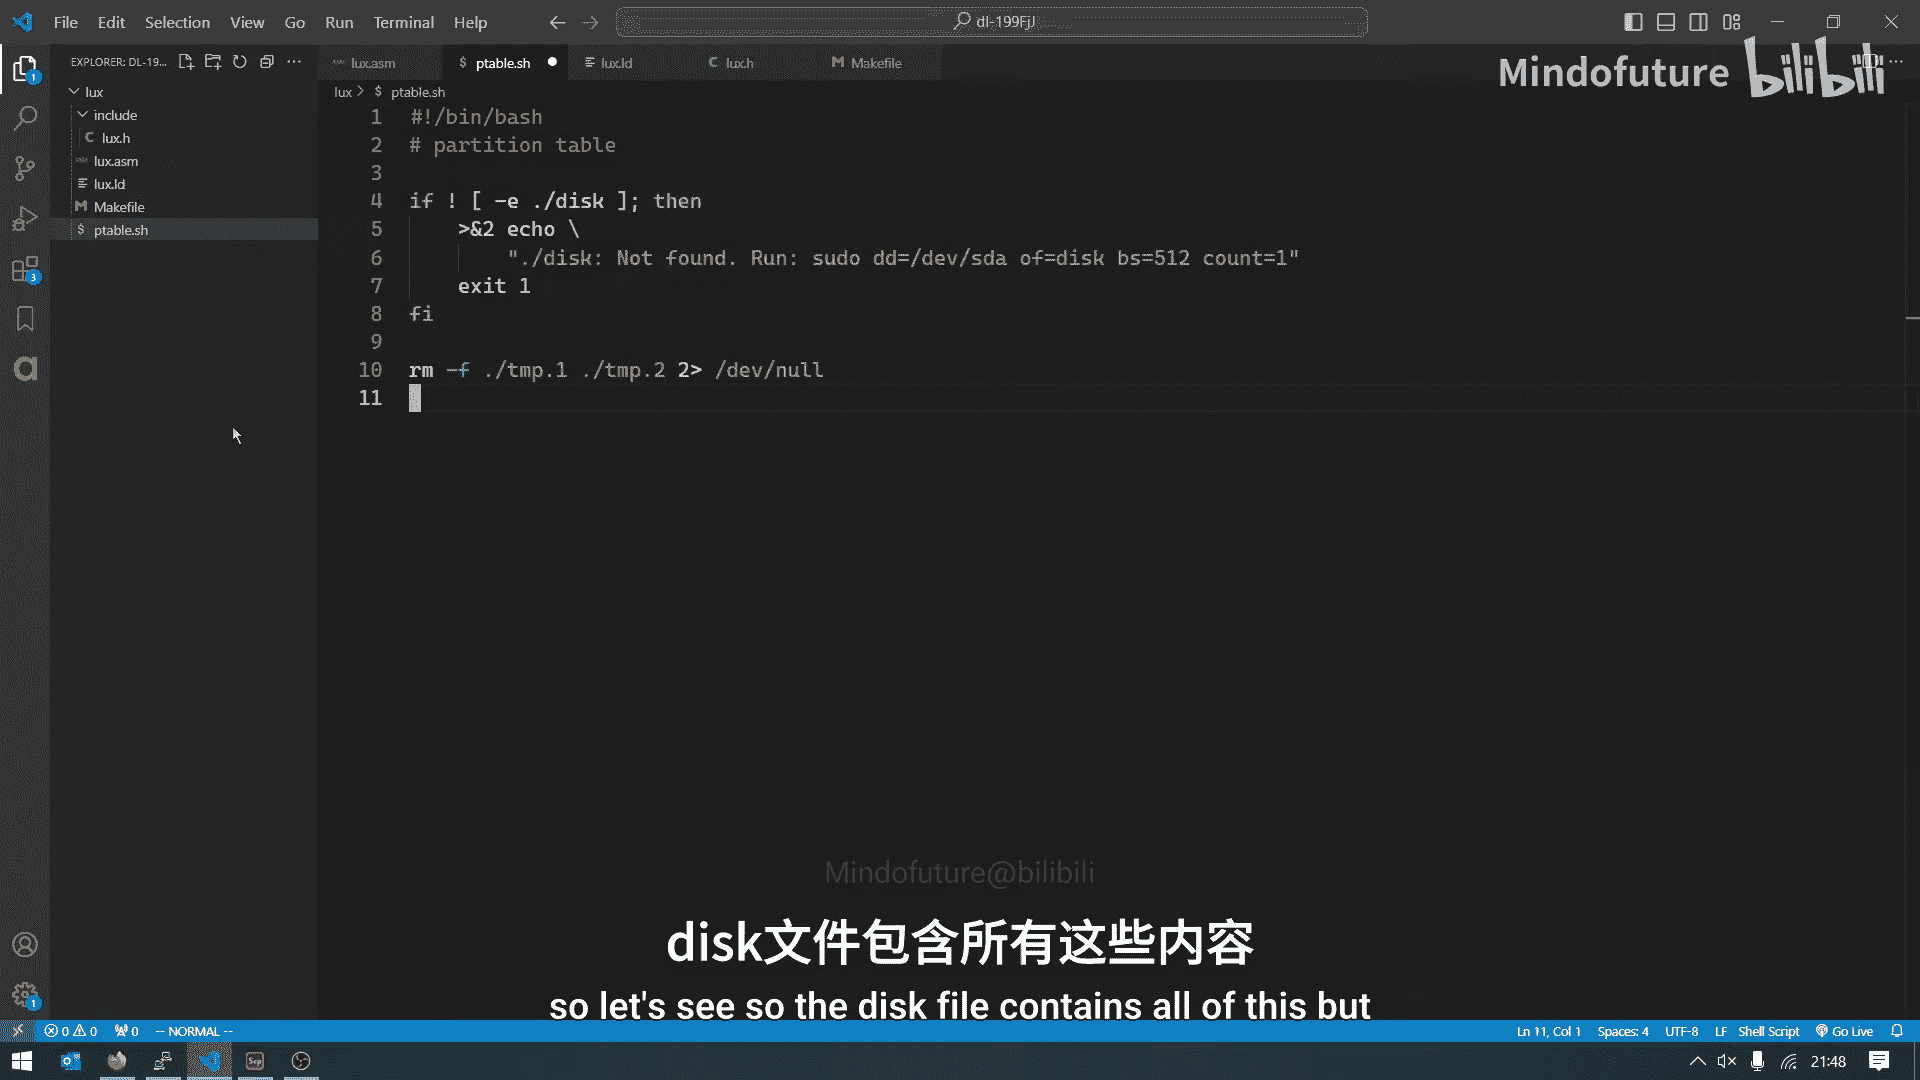 File Edit Selection View Go Run Terminal Help
dl-199FjJ
EXPLORER: DL-19...
lux
include
lux.h
lux.asm
lux.ld
Makefile
ptable.sh
lux.asm
ptable.sh
lux.ld
lux.h
Makefile
Mindofuture bilibili
lux > $ ptable.sh
1 #!/bin/bash
2 # partition table
3
4 if ! [ -e ./disk ]; then
5 >&2 echo \
6 "./disk: Not found. Run: sudo dd=/dev/sda of=disk bs=512 count=1"
7 exit 1
8 fi
9
10 rm -f ./tmp.1 ./tmp.2 2> /dev/null
11
Mindofuture@bilibili
disk文件包含所有这些内容
so let's see so the disk file contains all of this but
0 0 0 -- NORMAL --
Ln 11, Col 1 Spaces: 4 UTF-8 LF Shell Script Go Live
21:48